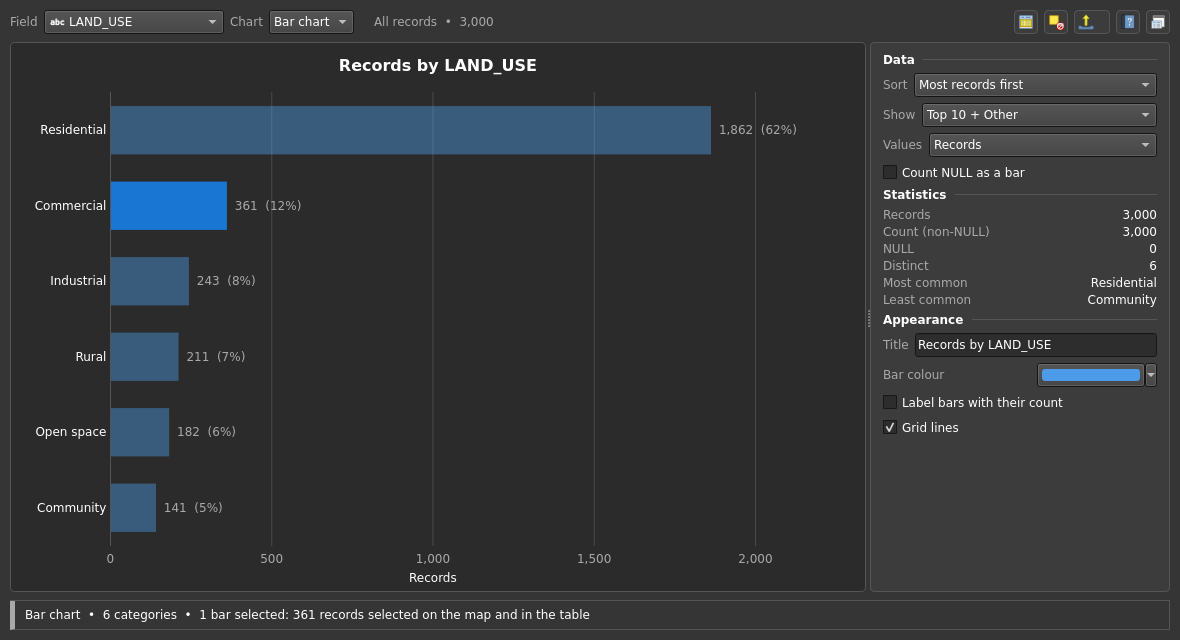 Field abc LAND_USE Chart Bar chart All records • 3,000
Records by LAND_USE
Residential 1,862 (62%)
Commercial 361 (12%)
Industrial 243 (8%)
Rural 211 (7%)
Open space 182 (6%)
Community 141 (5%)
0 500 1,000 1,500 2,000
Records
Data
Sort Most records first
Show Top 10 + Other
Values Records
Count NULL as a bar
Statistics
Records 3,000
Count (non-NULL) 3,000
NULL 0
Distinct 6
Most common Residential
Least common Community
Appearance
Title Records by LAND_USE
Bar colour
Label bars with their count
Grid lines
Bar chart • 6 categories • 1 bar selected: 361 records selected on the map and in the table